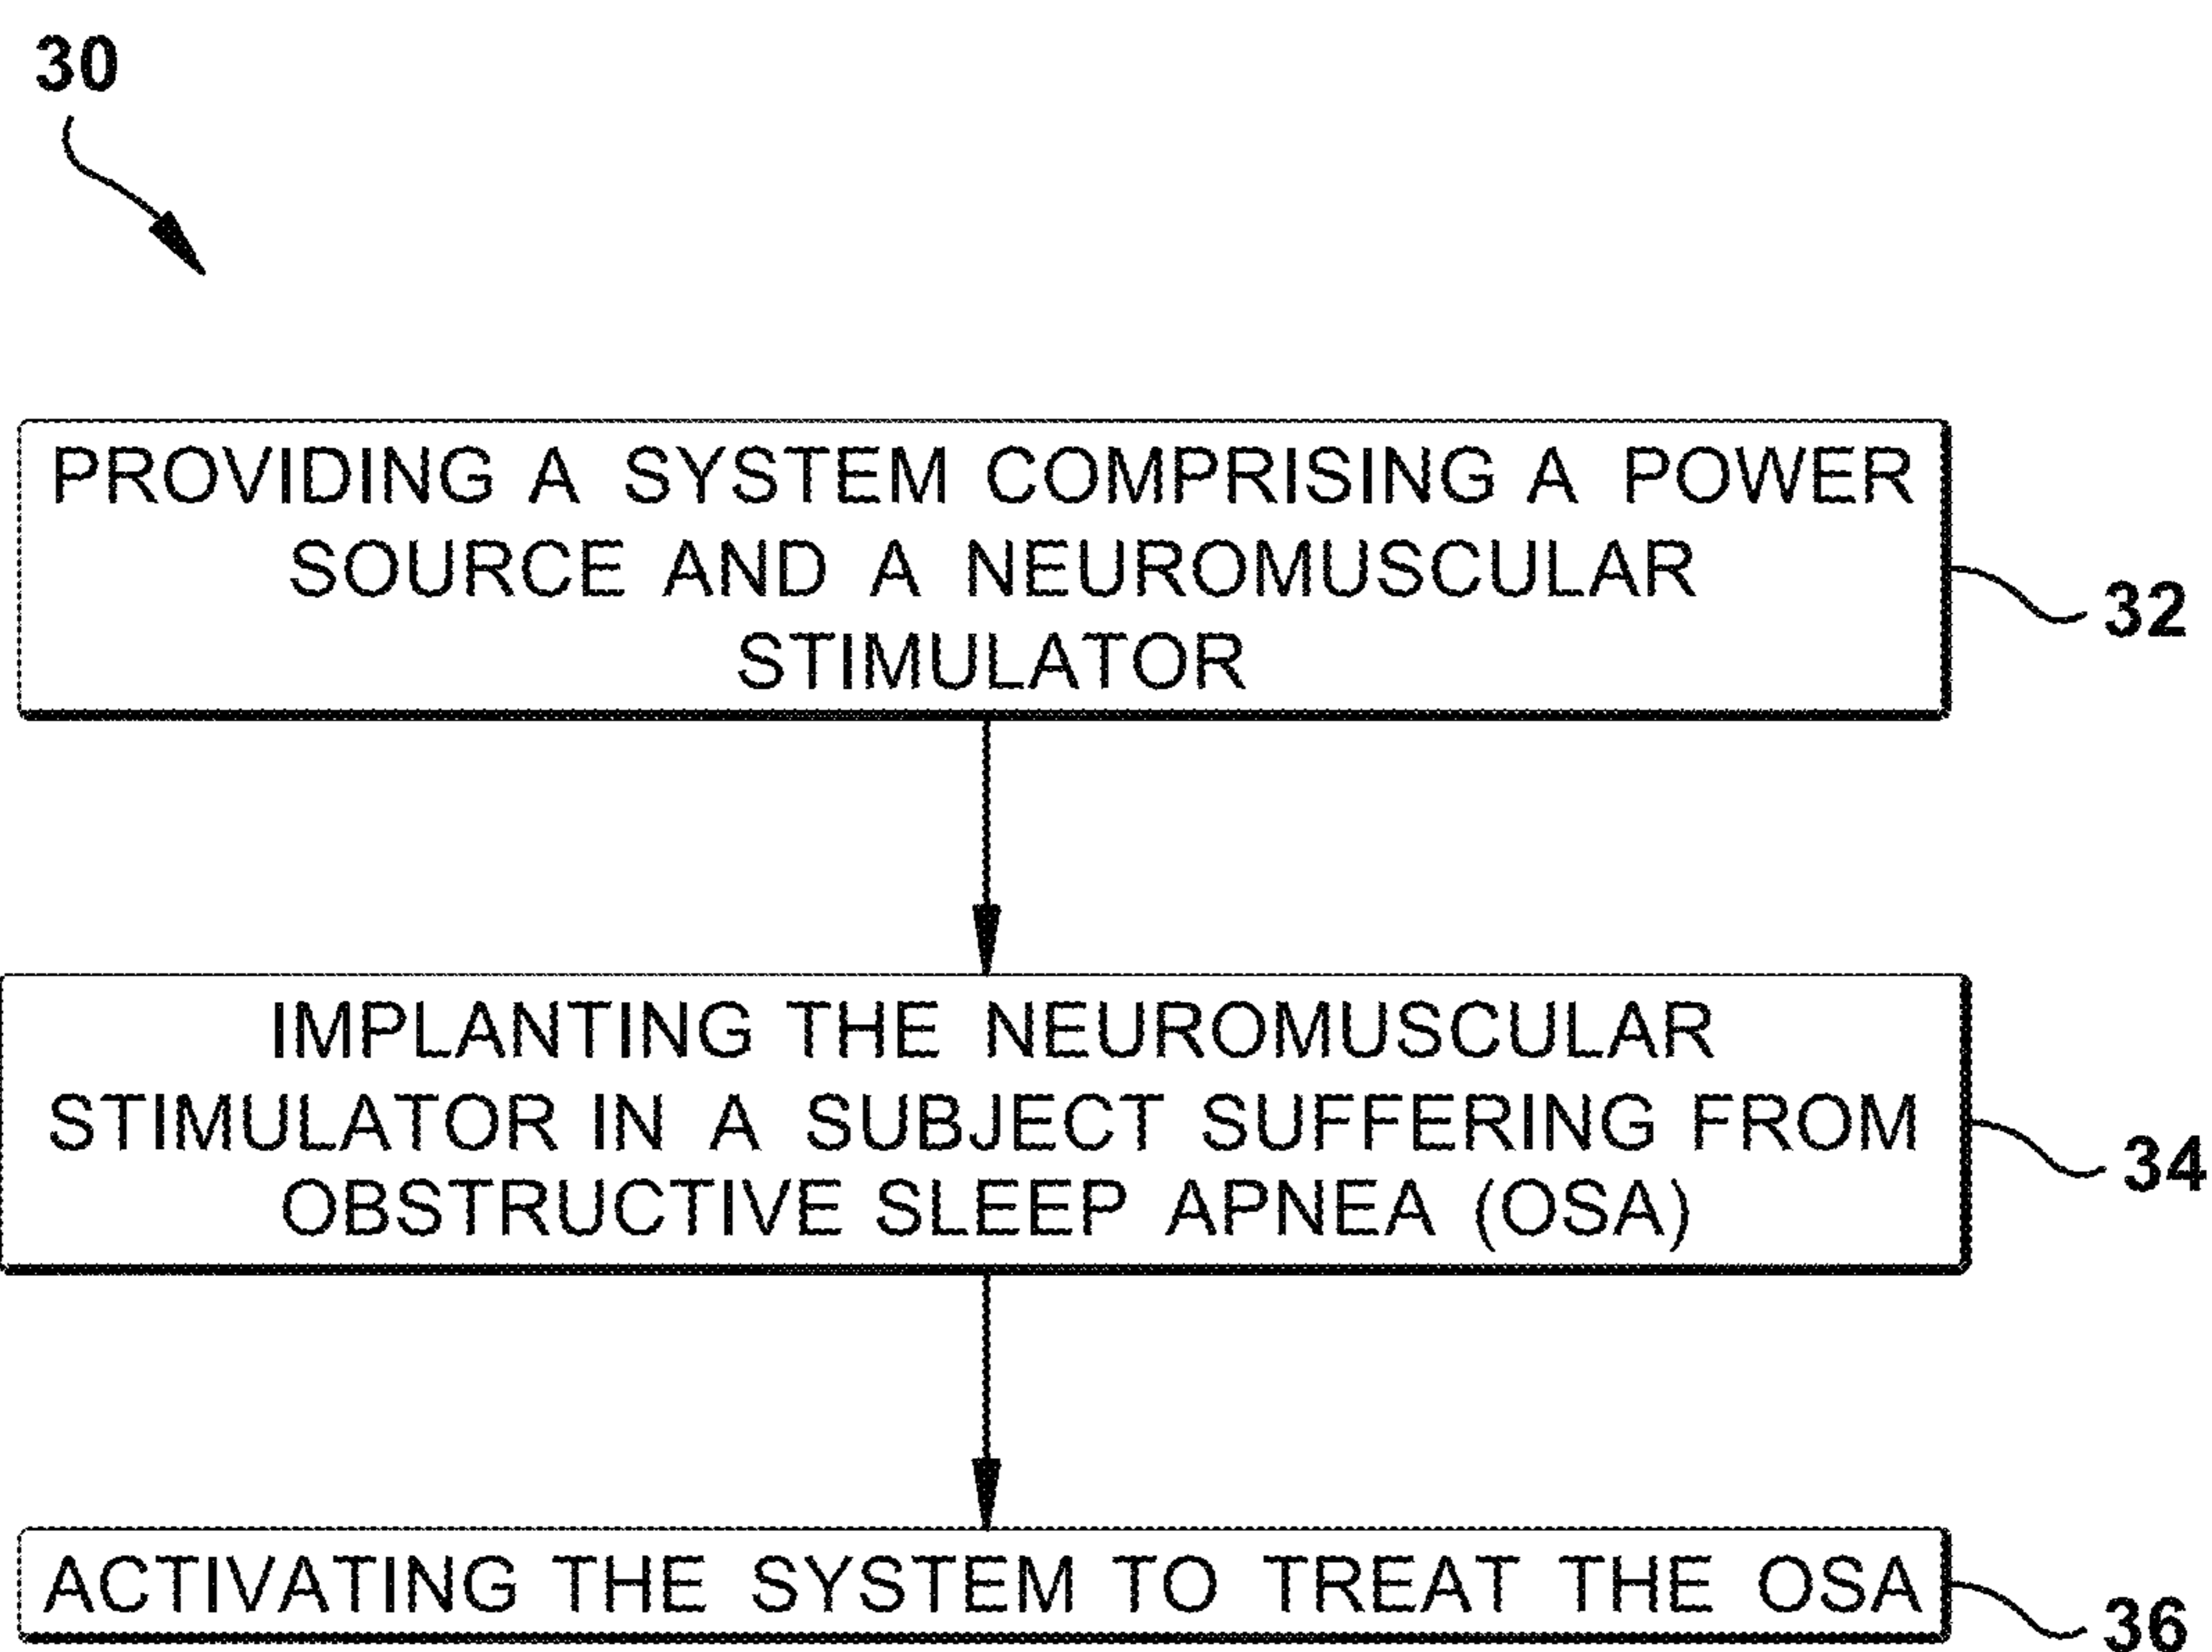 30
PROVIDING A SYSTEM COMPRISING A POWER
SOURCE AND A NEUROMUSCULAR
STIMULATOR
32
IMPLANTING THE NEUROMUSCULAR
STIMULATOR IN A SUBJECT SUFFERING FROM
OBSTRUCTIVE SLEEP APNEA (OSA)
34
ACTIVATING THE SYSTEM TO TREAT THE OSA
36